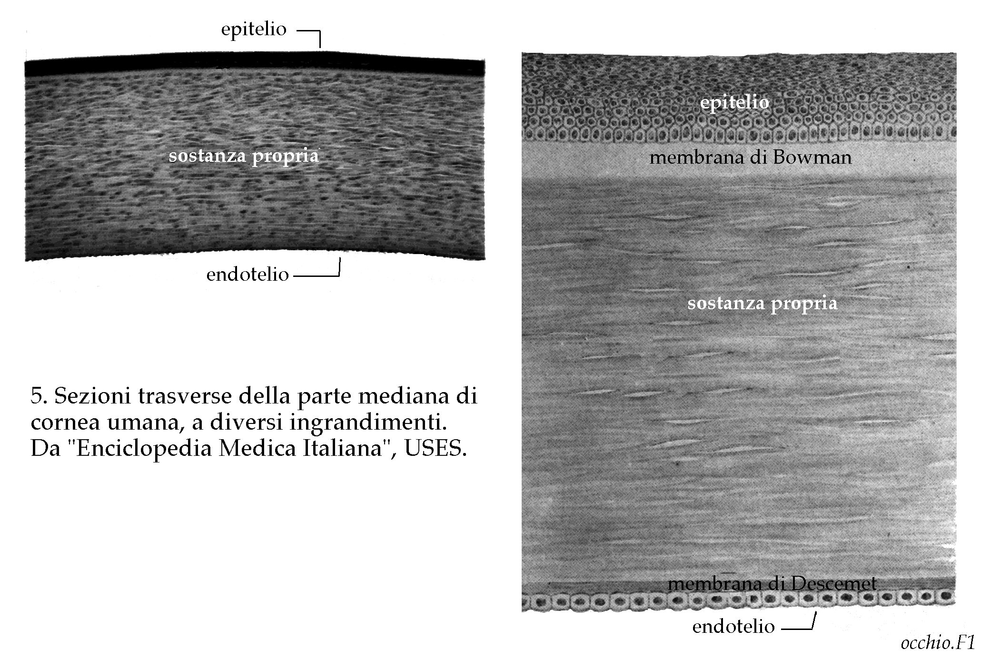 epitelio
sostanza propria
endotelio
5. Sezioni trasverse della parte mediana di
cornea umana, a diversi ingrandimenti.
Da "Enciclopedia Medica Italiana", USES.
epitelio
membrana di Bowman
sostanza propria
membrana di Descemet
endotelio
occhio.F1